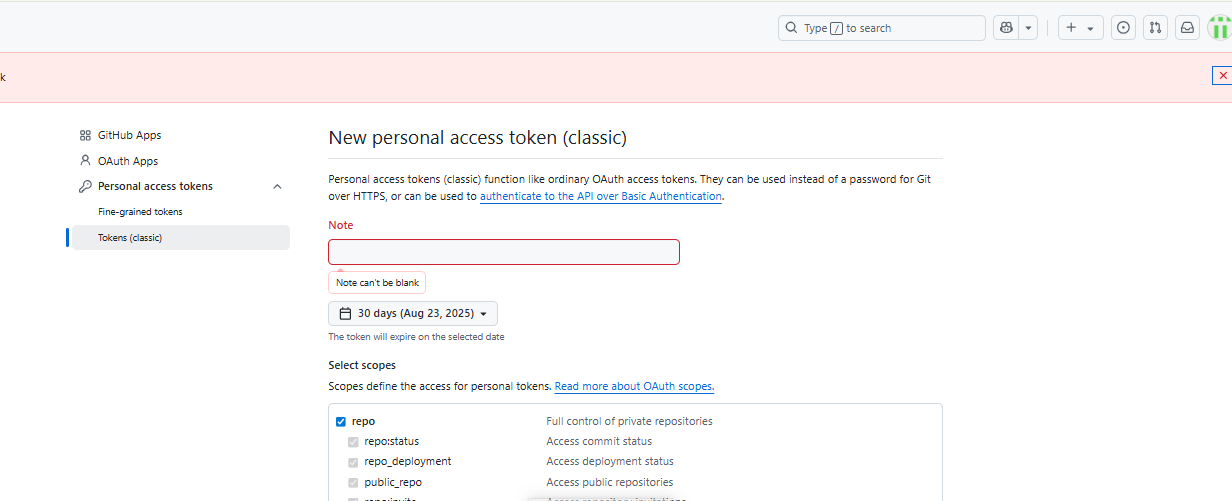 Type / to search
k
GitHub Apps
OAuth Apps
Personal access tokens
Fine-grained tokens
Tokens (classic)
New personal access token (classic)
Personal access tokens (classic) function like ordinary OAuth access tokens. They can be used instead of a password for Git
over HTTPS, or can be used to authenticate to the API over Basic Authentication.
Note
Note can't be blank
30 days (Aug 23, 2025)
The token will expire on the selected date
Select scopes
Scopes define the access for personal tokens. Read more about OAuth scopes.
repo Full control of private repositories
repo:status Access commit status
repo_deployment Access deployment status
public_repo Access public repositories